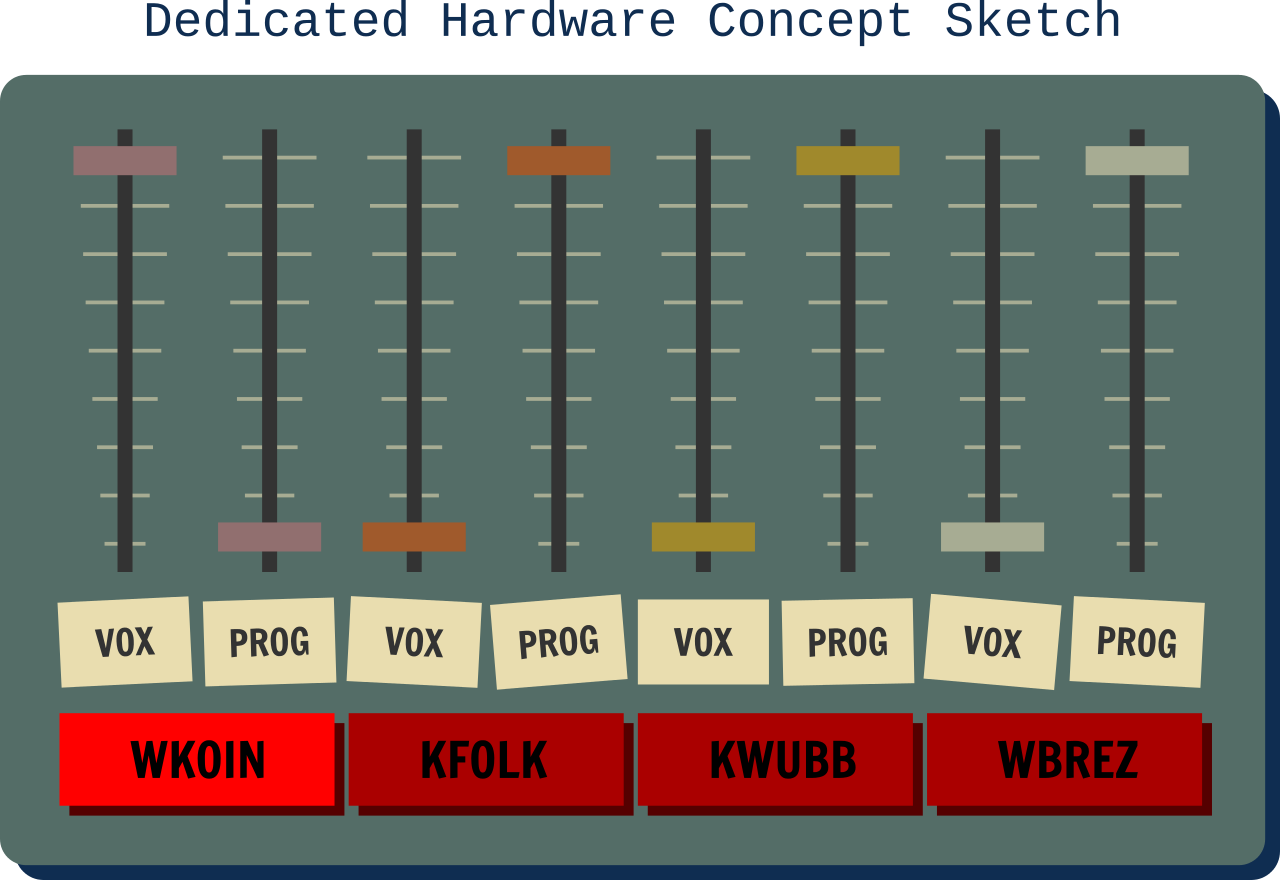 Dedicated Hardware Concept Sketch
VOX PROG VOX PROG VOX PROG VOX PROG
WKOIN KFOLK KWUBB WBREZ